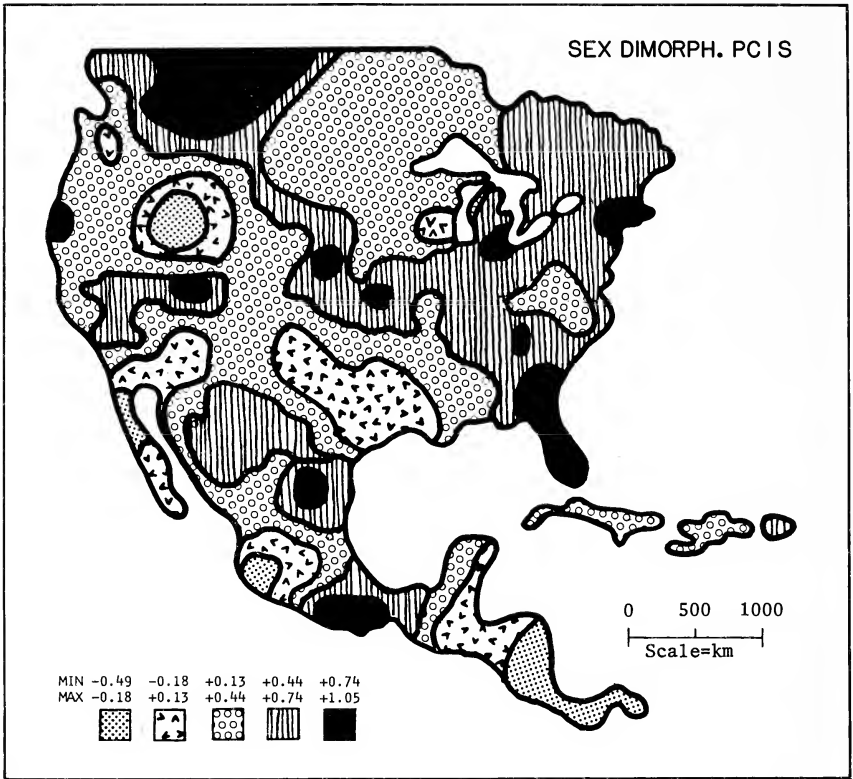 SEX DIMORPH. PCIS
0 500 1000
Scale=km
MIN -0.49 -0.18 +0.13 +0.44 +0.74
MAX -0.18 +0.13 +0.44 +0.74 +1.05